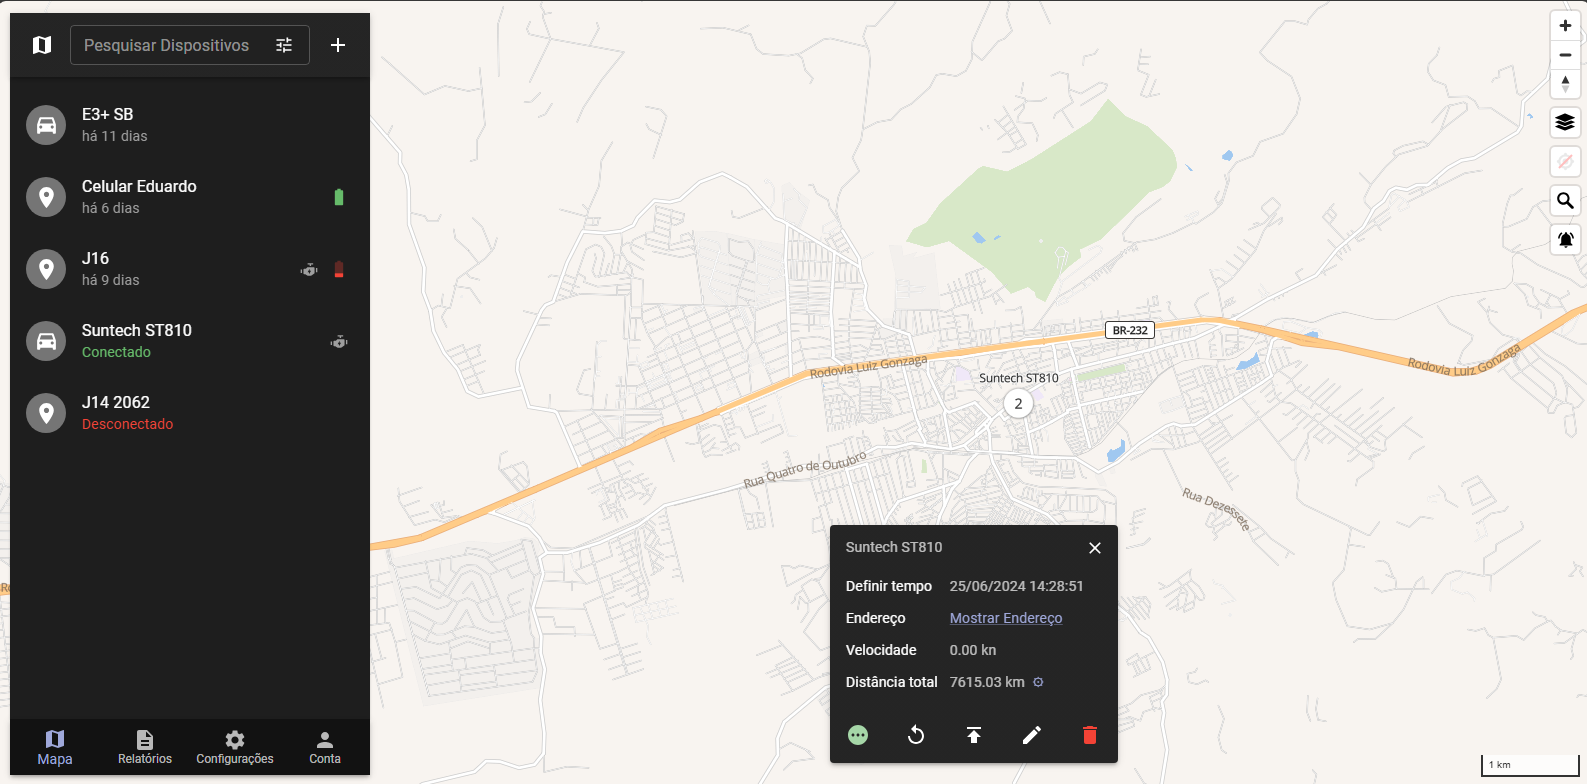 Pesquisar Dispositivos
E3+ SB
há 11 dias
Celular Eduardo
há 6 dias
J16
há 9 dias
Suntech ST810
Conectado
J14 2062
Desconectado
Mapa
Relatórios
Configurações
Conta
BR-232
Rodovia Luiz Gonzaga
Rodovia Luiz Gonzaga
Suntech ST810
2
Rua Quatro de Outubro
Rua Dezessete
Suntech ST810
Definir tempo 25/06/2024 14:28:51
Endereço Mostrar Endereço
Velocidade 0.00 kn
Distância total 7615.03 km
1 km